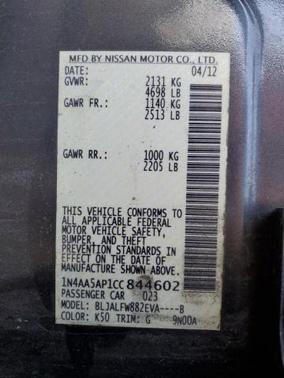 MFD BY NISSAN MOTOR CO., LTD.
DATE: 04/12
GVWR: 2131 KG
4698 LB
GAWR FR.: 1140 KG
2513 LB
GAWR RR.: 1000 KG
2205 LB
THIS VEHICLE CONFORMS TO
ALL APPLICABLE FEDERAL
MOTOR VEHICLE SAFETY,
BUMPER, AND THEFT
PREVENTION STANDARDS IN
EFFECT ON THE DATE OF
MANUFACTURE SHOWN ABOVE.
1N4AA5AP1CC844602
PASSENGER CAR 023
MODEL: BLJALFW882EVA----B
COLOR: K50 TRIM: G 9N00A